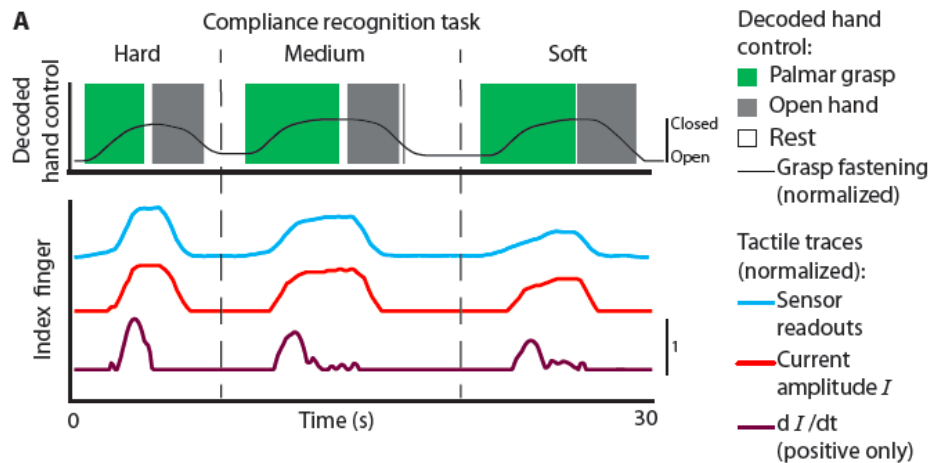 A
Compliance recognition task
Hard
Medium
Soft
Decoded
hand control
Closed
Open
Index finger
1
0
Time (s)
30
Decoded hand
control:
Palmar grasp
Open hand
Rest
Grasp fastening
(normalized)
Tactile traces
(normalized):
Sensor
readouts
Current
amplitude I
d I/dt
(positive only)